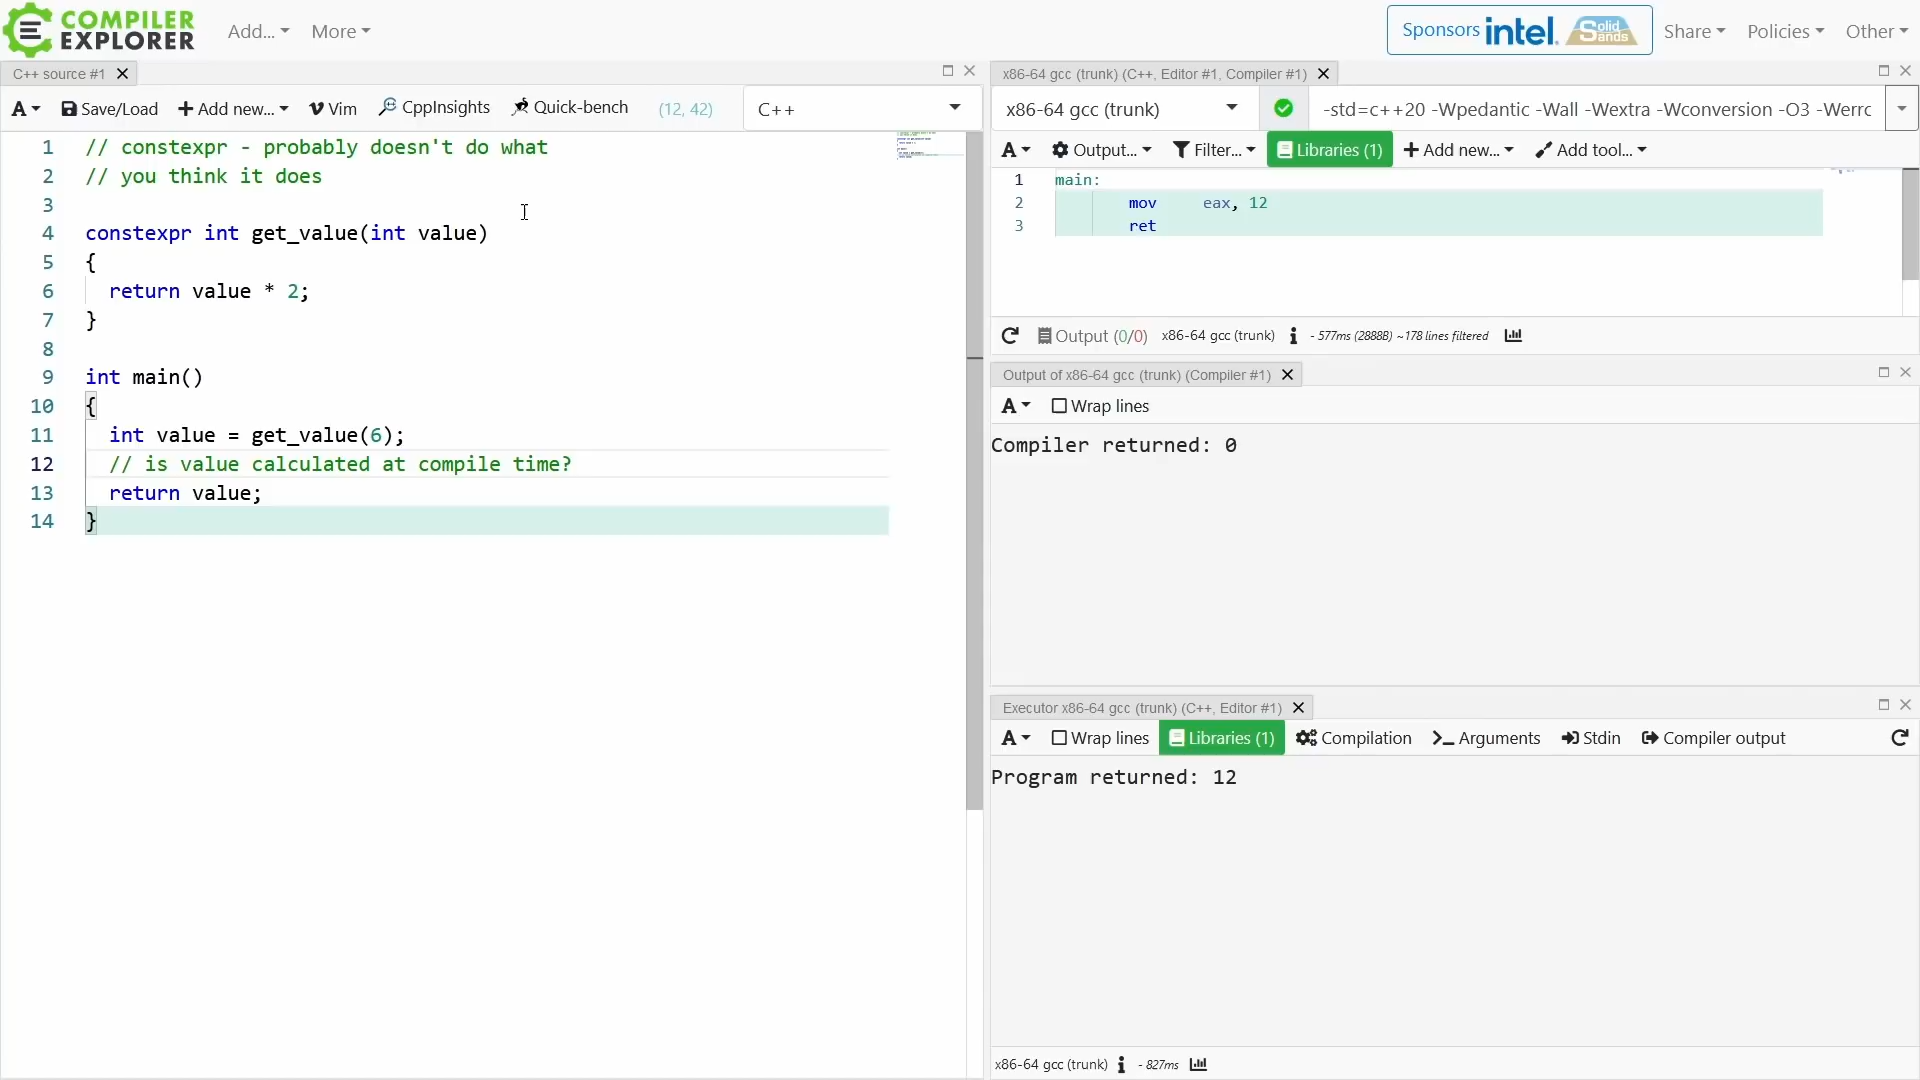 COMPILER
EXPLORER
Add...
More
Sponsors intel. Solid Sands
Share
Policies
Other
C++ source #1
A
Save/Load
Add new...
Vim
CppInsights
Quick-bench
(12, 42)
C++
1 // constexpr - probably doesn't do what
2 // you think it does
3
4 constexpr int get_value(int value)
5 {
6 return value * 2;
7 }
8
9 int main()
10 {
11 int value = get_value(6);
12 // is value calculated at compile time?
13 return value;
14 }
x86-64 gcc (trunk) (C++, Editor #1, Compiler #1)
x86-64 gcc (trunk)
-std=c++20 -Wpedantic -Wall -Wextra -Wconversion -O3 -Werrc
A
Output...
Filter...
Libraries (1)
Add new...
Add tool...
1 main:
2 mov eax, 12
3 ret
Output (0/0) x86-64 gcc (trunk) - 577ms (2888B) ~178 lines filtered
Output of x86-64 gcc (trunk) (Compiler #1)
A
Wrap lines
Compiler returned: 0
Executor x86-64 gcc (trunk) (C++, Editor #1)
A
Wrap lines
Libraries (1)
Compilation
Arguments
Stdin
Compiler output
Program returned: 12
x86-64 gcc (trunk) - 827ms